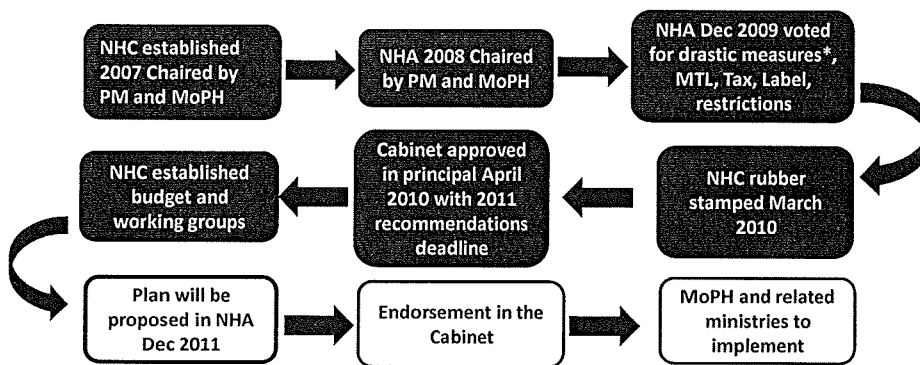 NHC established
2007 Chaired by
PM and MoPH
NHA 2008 Chaired
by PM and MoPH
NHA Dec 2009 voted
for drastic measures*,
MTL, Tax, Label,
restrictions
NHC rubber
stamped March
2010
Cabinet approved
in principal April
2010 with 2011
recommendations
deadline
NHC established
budget and
working groups
Plan will be
proposed in NHA
Dec 2011
Endorsement in the
Cabinet
MoPH and related
ministries to
implement